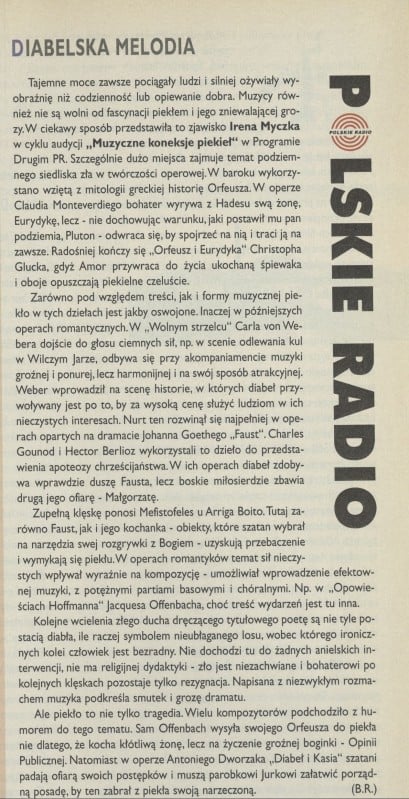 DIABELSKA MELODIA
Tajemne moce zawsze pociągały ludzi i silniej ożywiały wy-
obraźnię niż codzienność lub opiewanie dobra. Muzycy rów-
nież nie są wolni od fascynacji piekłem i jego zniewalającej gro-
zy. W ciekawy sposób przedstawiła to zjawisko Irena Myczka
w cyklu audycji „Muzyczne koneksje piekieł" w Programie
Drugim PR. Szczególnie dużo miejsca zajmuje temat podziem-
nego siedliska zła w twórczości operowej. W baroku wykorzy-
stano wziętą z mitologii greckiej historię Orfeusza. W operze
Claudia Monteverdiego bohater wyrywa z Hadesu swą żonę,
Eurydykę, lecz - nie dochowując warunku, jaki postawił mu pan
podziemia, Pluton - odwraca się, by spojrzeć na nią i traci ją na
zawsze. Radośniej kończy się „Orfeusz i Eurydyka" Christopha
Glucka, gdyż Amor przywraca do życia ukochaną śpiewaka
i oboje opuszczają piekielne czeluście.
Zarówno pod względem treści, jak i formy muzycznej pie-
kło w tych dziełach jest jakby oswojone. Inaczej w późniejszych
operach romantycznych. W „Wolnym strzelcu" Carla von We-
bera dojście do głosu ciemnych sił, np. w scenie odlewania kul
w Wilczym Jarze, odbywa się przy akompaniamencie muzyki
groźnej i ponurej, lecz harmonijnej i na swój sposób atrakcyjnej.
Weber wprowadził na scenę historie, w których diabeł przy-
woływany jest po to, by za wysoką cenę służyć ludziom w ich
nieczystych interesach. Nurt ten rozwinął się najpełniej w ope-
rach opartych na dramacie Johanna Goethego „Faust". Charles
Gounod i Hector Berlioz wykorzystali to dzieło do przedsta-
wienia apoteozy chrześcijaństwa. W ich operach diabeł zdoby-
wa wprawdzie duszę Fausta, lecz boskie miłosierdzie zbawia
drugą jego ofiarę - Małgorzatę.
Zupełną klęskę ponosi Mefistofeles u Arriga Boito. Tutaj za-
równo Faust, jak i jego kochanka - obiekty, które szatan wybrał
na narzędzia swej rozgrywki z Bogiem - uzyskują przebaczenie
i wymykają się piekłu. W operach romantyków temat sił nieczy-
stych wpływał wyraźnie na kompozycję - umożliwiał wprowadzenie efektow-
nej muzyki, z potężnymi partiami basowymi i chóralnymi. Np. w „Opowie-
ściach Hoffmanna" Jacquesa Offenbacha, choć treść wydarzeń jest tu inna.
Kolejne wcielenia złego ducha dręczącego tytułowego poetę są nie tyle po-
stacią diabła, ile raczej symbolem nieubłaganego losu, wobec którego ironicz-
nych kolei człowiek jest bezradny. Nie dochodzi tu do żadnych anielskich in-
terwencji, nie ma religijnej dydaktyki - zło jest niezachwiane i bohaterowi po
kolejnych klęskach pozostaje tylko rezygnacja. Napisana z niezwykłym rozma-
chem muzyka podkreśla smutek i grozę dramatu.
Ale piekło to nie tylko tragedia. Wielu kompozytorów podchodziło z hu-
morem do tego tematu. Sam Offenbach wysyła swojego Orfeusza do piekła
nie dlatego, że kocha kłótliwą żonę, lecz na życzenie groźnej boginki - Opinii
Publicznej. Natomiast w operze Antoniego Dworzaka „Diabeł i Kasia" szatani
padają ofiarą swoich postępków i muszą parobkowi Jurkowi załatwić porząd-
ną posadę, by ten zabrał z piekła swoją narzeczoną. (B.R.)
POLSKIE RADIO
POLSKIE RADIO